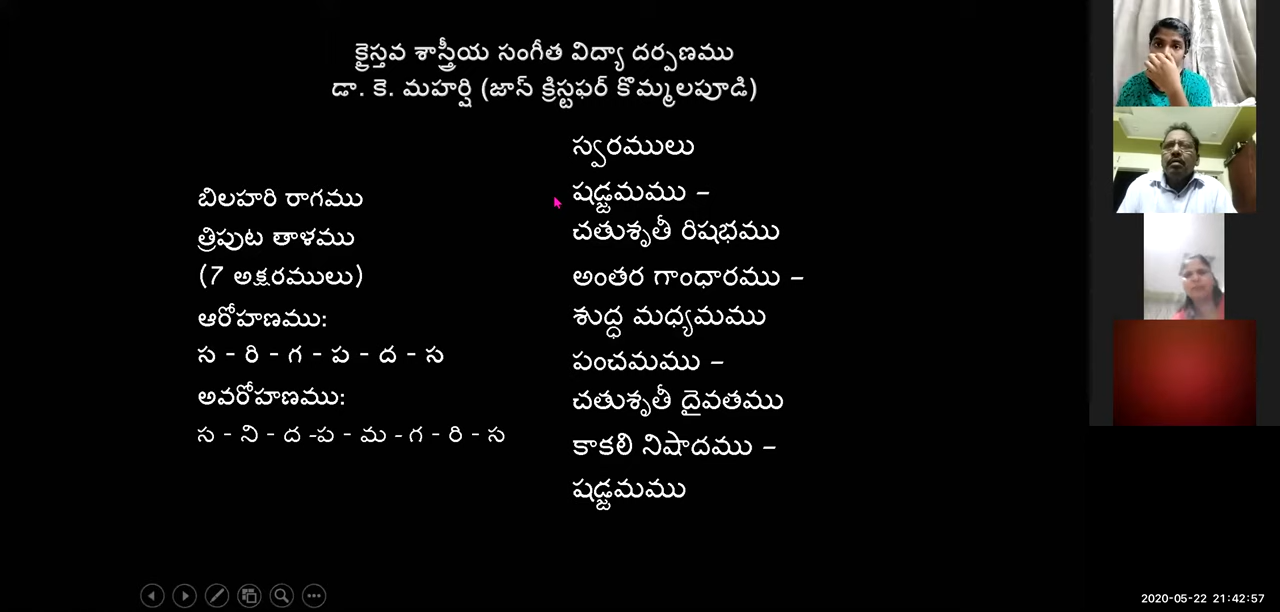 క్రైస్తవ శాస్త్రీయ సంగీత విద్యా దర్పణము
డా. కె. మహర్షి (జాస్ క్రిస్టఫర్ కొమ్మలపూడి)
బిలహరి రాగము
త్రిపుట తాళము
(7 అక్షరములు)
ఆరోహణము:
స - రి - గ - ప - ద - స
అవరోహణము:
స - ని - ద -ప - మ - గ - రి - స
స్వరములు
షడ్జమము –
చతుశృతీ రిషభము
అంతర గాంధారము –
శుద్ధ మధ్యమము
పంచమము –
చతుశృతీ దైవతము
కాకలి నిషాదము –
షడ్జమము
2020-05-22 21:42:57